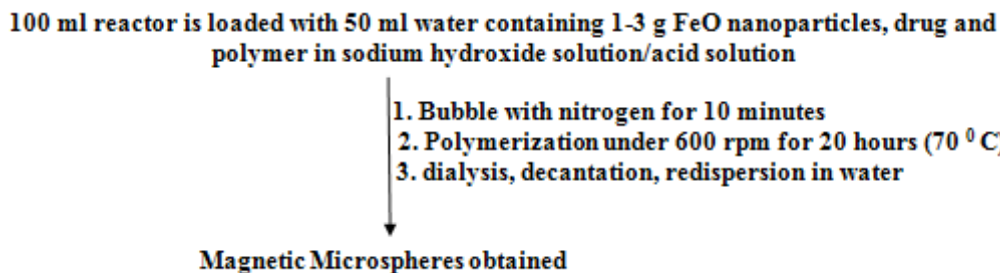 100 ml reactor is loaded with 50 ml water containing 1-3 g FeO nanoparticles, drug and
polymer in sodium hydroxide solution/acid solution
1. Bubble with nitrogen for 10 minutes
2. Polymerization under 600 rpm for 20 hours (70 ⁰ C)
3. dialysis, decantation, redispersion in water
Magnetic Microspheres obtained